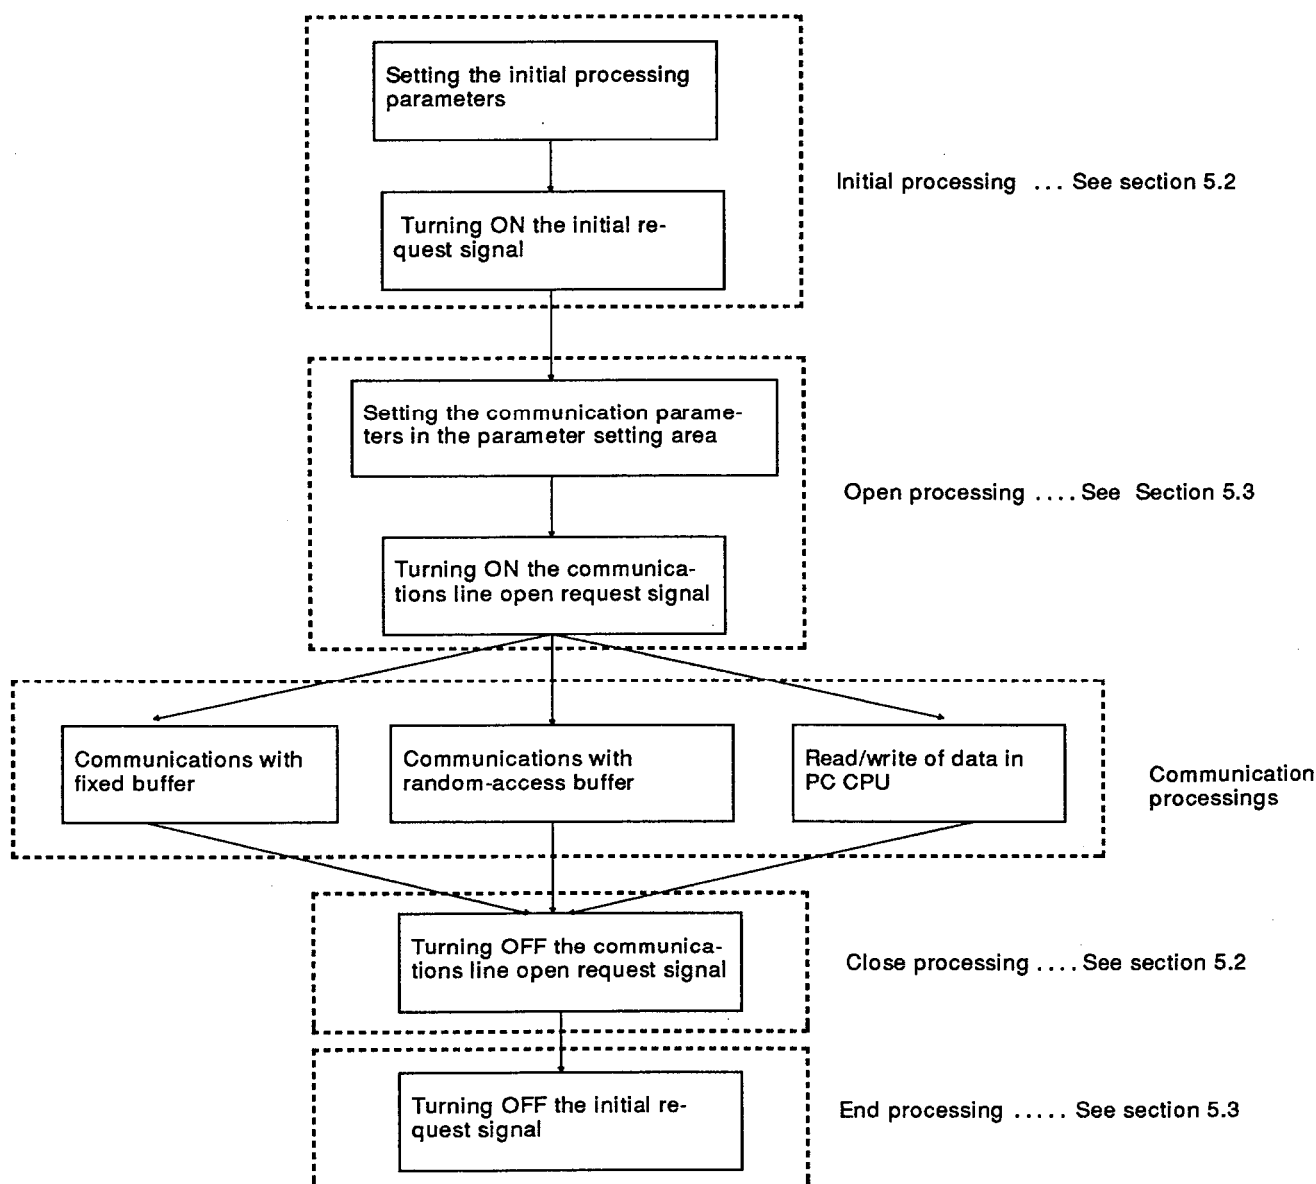 Setting the initial processing
parameters
Initial processing ... See section 5.2
Turning ON the initial re-
quest signal
Setting the communication parame-
ters in the parameter setting area
Open processing .... See Section 5.3
Turning ON the communica-
tions line open request signal
Communications with
fixed buffer
Communications with
random-access buffer
Read/write of data in
PC CPU
Communication
processings
Turning OFF the communica-
tions line open request signal
Close processing .... See section 5.2
Turning OFF the initial re-
quest signal
End processing ..... See section 5.3